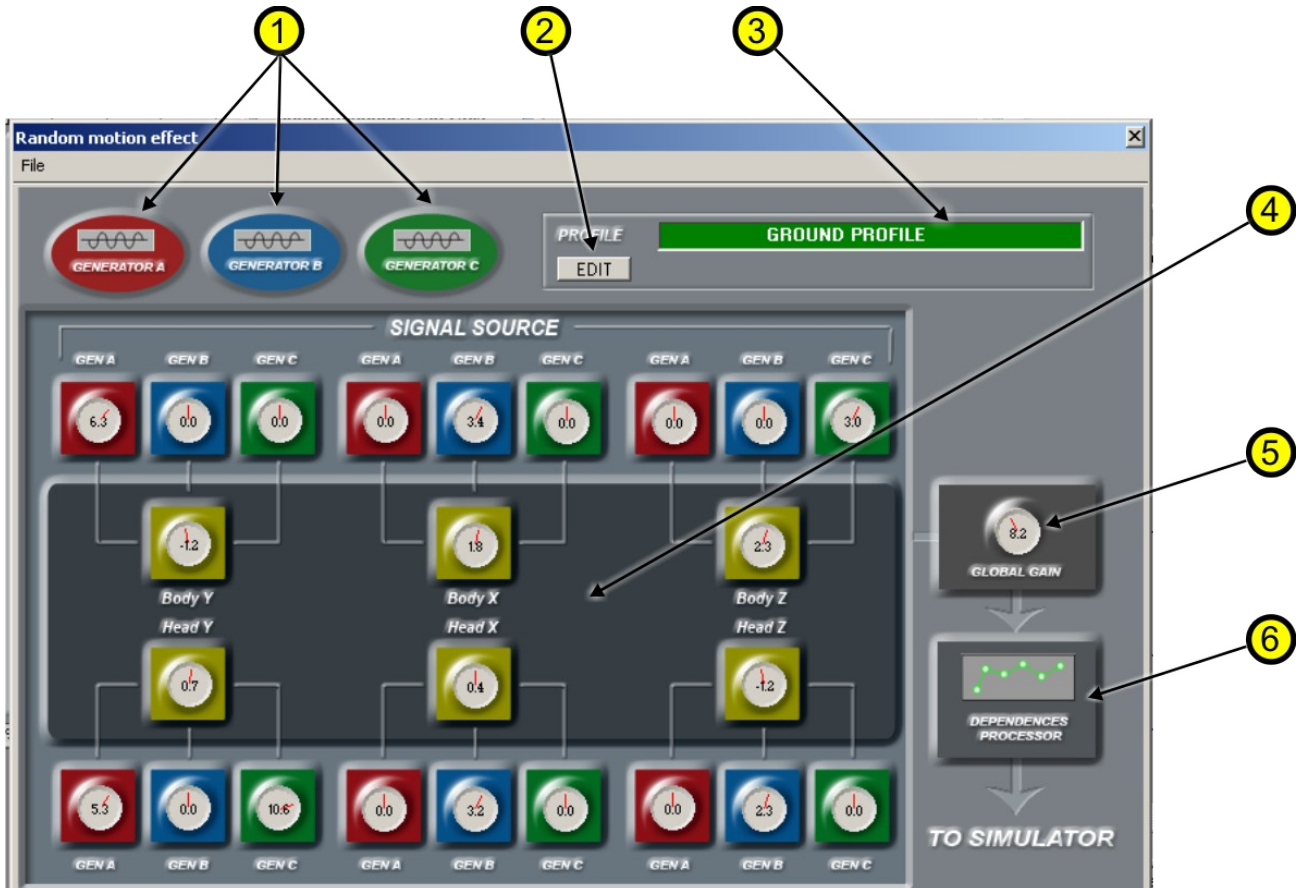 1 2 3
Random motion effect
File
4
GENERATOR A GENERATOR B GENERATOR C
PROFILE GROUND PROFILE
EDIT
SIGNAL SOURCE
GEN A GEN B GEN C GEN A GEN B GEN C GEN A GEN B GEN C
6.3 0.0 0.0 0.0 3.4 0.0 0.0 0.0 3.0
5
-1.2 1.8 2.3
8.2
GLOBAL GAIN
Body Y Body X Body Z
Head Y Head X Head Z
6
0.7 0.4 -1.2
DEPENDENCES
PROCESSOR
5.3 0.0 10.6 0.0 3.2 0.0 0.0 2.3 0.0
TO SIMULATOR
GEN A GEN B GEN C GEN A GEN B GEN C GEN A GEN B GEN C